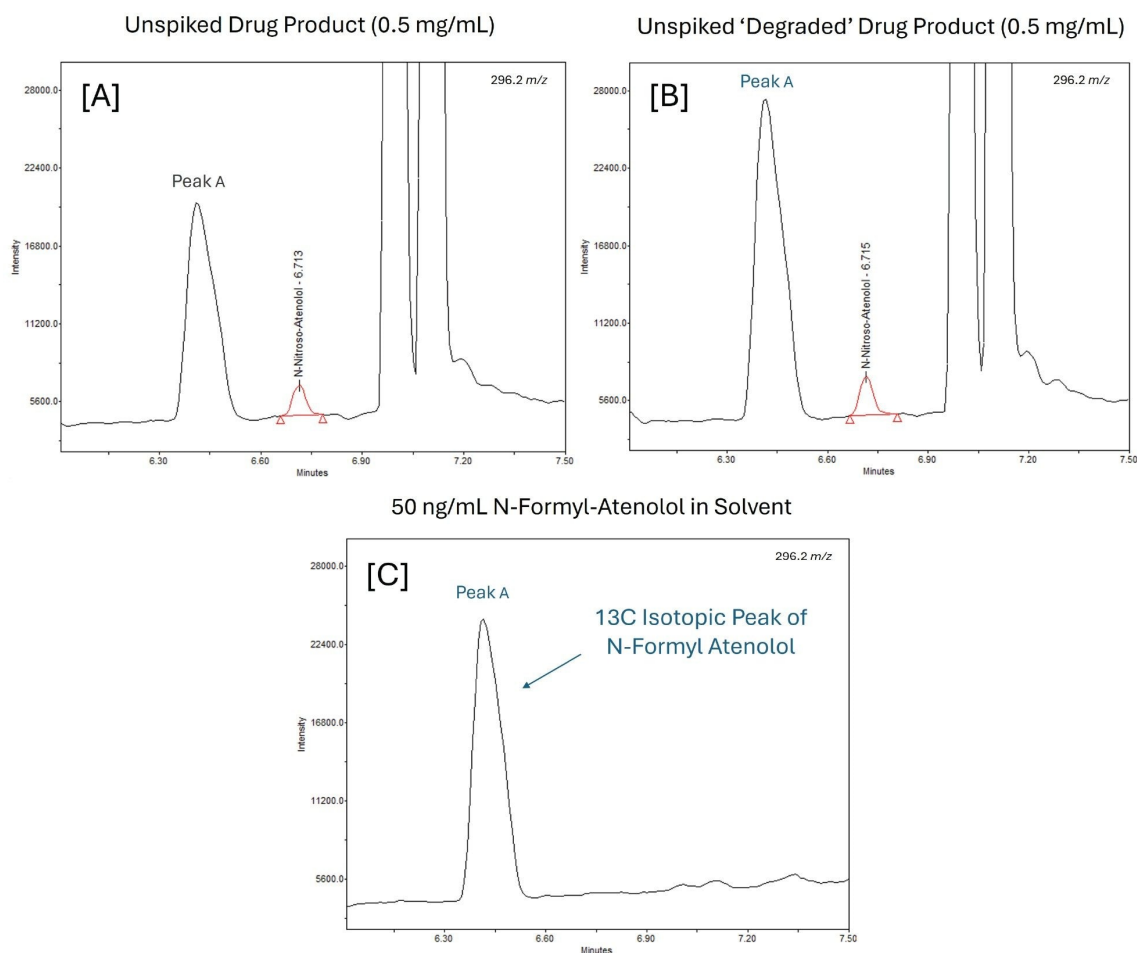 Unspiked Drug Product (0.5 mg/mL)
Unspiked ‘Degraded’ Drug Product (0.5 mg/mL)
[A]
296.2 m/z
28000.0
22400.0
16800.0
11200.0
5600.0
Intensity
Peak A
N-Nitroso-Atenolol - 6.713
6.30
6.60
6.90
7.20
7.50
Minutes
[B]
296.2 m/z
28000.0
22400.0
16800.0
11200.0
5600.0
Intensity
Peak A
N-Nitroso-Atenolol - 6.715
6.30
6.60
6.90
7.20
7.50
Minutes
50 ng/mL N-Formyl-Atenolol in Solvent
[C]
296.2 m/z
28000.0
22400.0
16800.0
11200.0
5600.0
Intensity
Peak A
13C Isotopic Peak of
N-Formyl Atenolol
6.30
6.60
6.90
7.20
7.50
Minutes